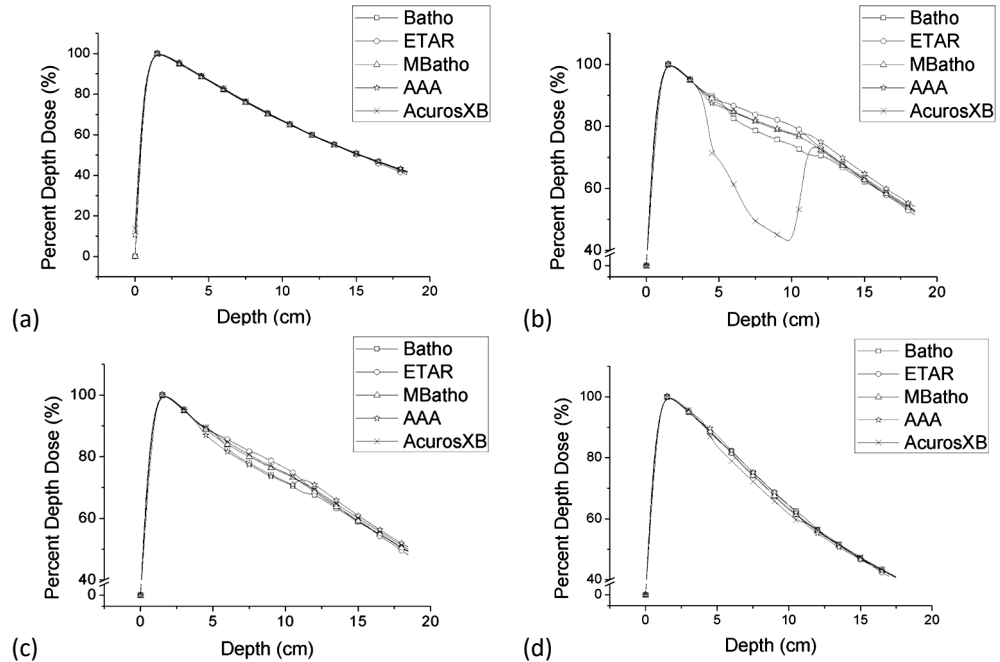 Batho
ETAR
MBatho
AAA
AcurosXB
Percent Depth Dose (%)
100
80
60
40
20
0
0
5
10
15
20
Depth (cm)
(a)
Batho
ETAR
MBatho
AAA
AcurosXB
Percent Depth Dose (%)
100
80
60
40
0
0
5
10
15
20
Depth (cm)
(b)
Batho
ETAR
MBatho
AAA
AcurosXB
Percent Depth Dose (%)
100
80
60
40
0
0
5
10
15
20
Depth (cm)
(c)
Batho
ETAR
MBatho
AAA
AcurosXB
Percent Depth Dose (%)
100
80
60
40
0
0
5
10
15
20
Depth (cm)
(d)